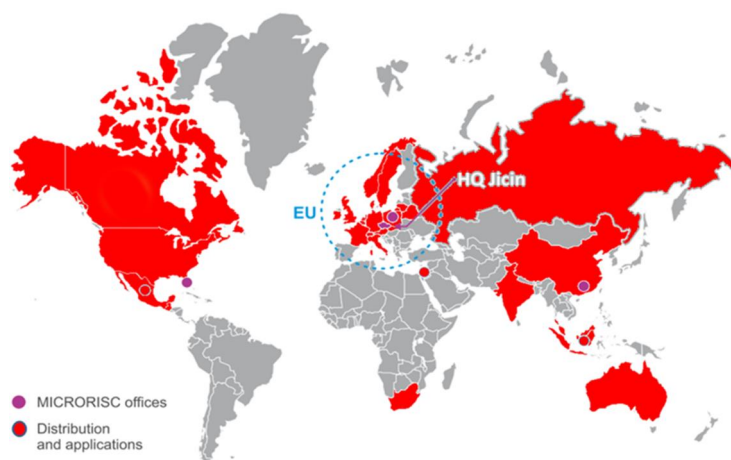 HQ Jicin
EU
MICRORISC offices
Distribution
and applications